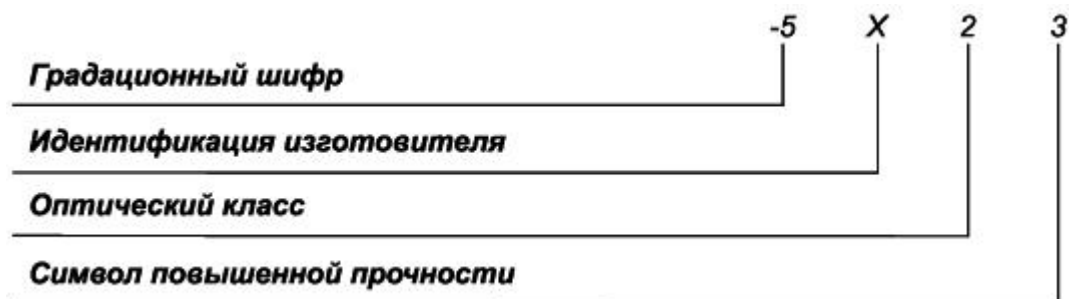 -5 X 2 3
Градационный шифр
Идентификация изготовителя
Оптический класс
Символ повышенной прочности